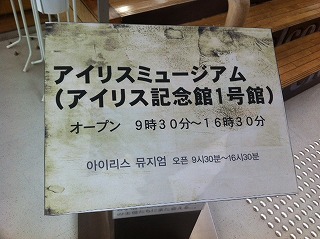 アイリスミュージアム
(アイリス記念館1号館)
オープン　9時30分～16時30分
아이리스 뮤지엄 오픈 9시30분~16시30분